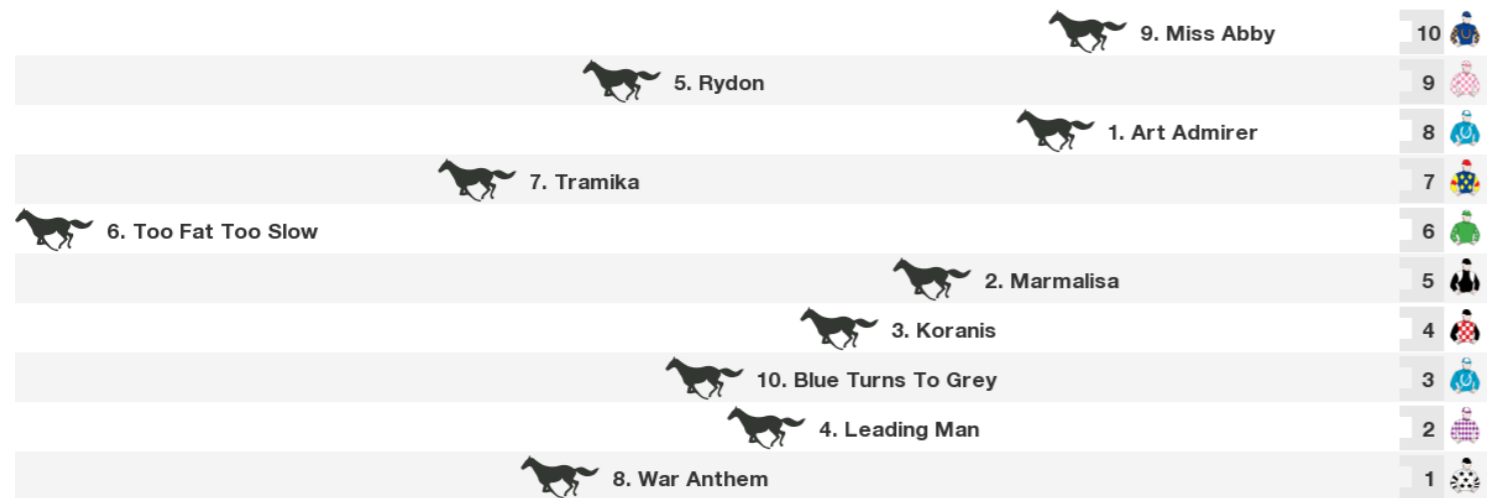 9. Miss Abby 10
5. Rydon 9
1. Art Admirer 8
7. Tramika 7
6. Too Fat Too Slow 6
2. Marmalisa 5
3. Koranis 4
10. Blue Turns To Grey 3
4. Leading Man 2
8. War Anthem 1